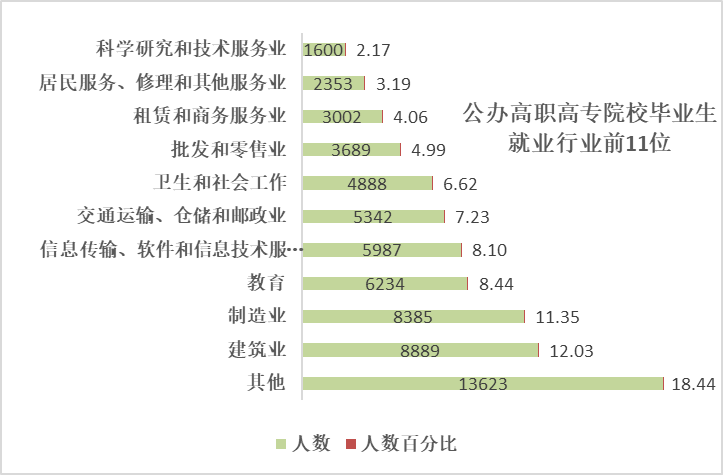 公办高职高专院校毕业生
就业行业前11位
科学研究和技术服务业 1600 2.17
居民服务、修理和其他服务业 2353 3.19
租赁和商务服务业 3002 4.06
批发和零售业 3689 4.99
卫生和社会工作 4888 6.62
交通运输、仓储和邮政业 5342 7.23
信息传输、软件和信息技术服… 5987 8.10
教育 6234 8.44
制造业 8385 11.35
建筑业 8889 12.03
其他 13623 18.44
人数 人数百分比